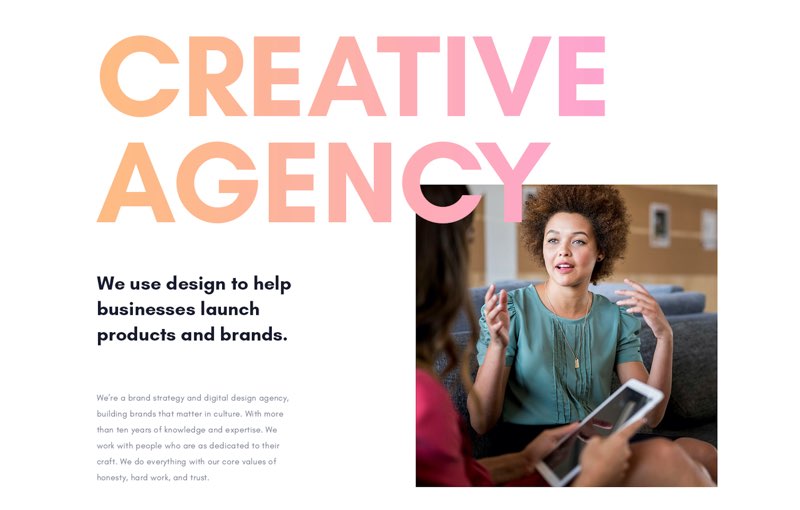 CREATIVE
AGENCY
We use design to help
businesses launch
products and brands.
We're a brand strategy and digital design agency,
building brands that matter in culture. With more
than ten years of knowledge and expertise. We
work with people who are as dedicated to their
craft. We do everything with our core values of
honesty, hard work, and trust.